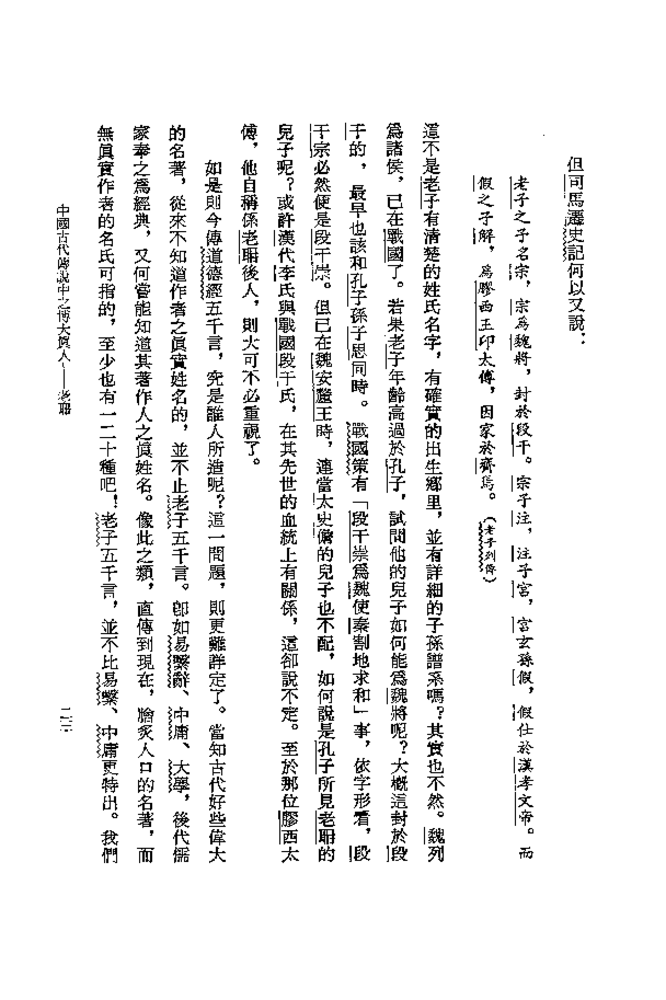 但司馬遷史記何以又說：
老子之子名宗，宗爲魏將，封於段干。宗子注，注子宮，宮玄孫假，假仕於漢孝文帝。而
假之子解，爲膠西王卬太傅，因家於齊焉。（老子列傳）
這不是老子有清楚的姓氏名字，有確實的出生鄉里，並有詳細的子孫譜系嗎？其實也不然。魏列
爲諸侯，已在戰國了。若果老子年齡高過於孔子，試問他的兒子如何能爲魏將呢？大概這封於段
干的，最早也該和孔子孫子思同時。戰國策有「段干崇爲魏使秦割地求和」一事，依字形看，段
干宗必然便是段干崇。但已在魏安釐王時，連當太史儋的兒子也不配，如何說是孔子所見老聃的
兒子呢？或許漢代李氏與戰國段干氏，在其先世的血統上有關係，這卻說不定。至於那位膠西太
傅，他自稱係老聃後人，則大可不必重視了。
如是則今傳道德經五千言，究是誰人所造呢？這一問題，則更難詳定了。當知古代好些偉大
的名著，從來不知道作者之眞實姓名的，並不止老子五千言。卽如易繫辭、中庸、大學，後代儒
家奉之爲經典，又何嘗能知道其著作人之眞姓名。像此之類，直傳到現在，膾炙人口的名著，而
無眞實作者的名氏可指的，至少也有一二十種吧！老子五千言，並不比易繫、中庸更特出。我們
中國古代傳說中之博大眞人——老聃
二三